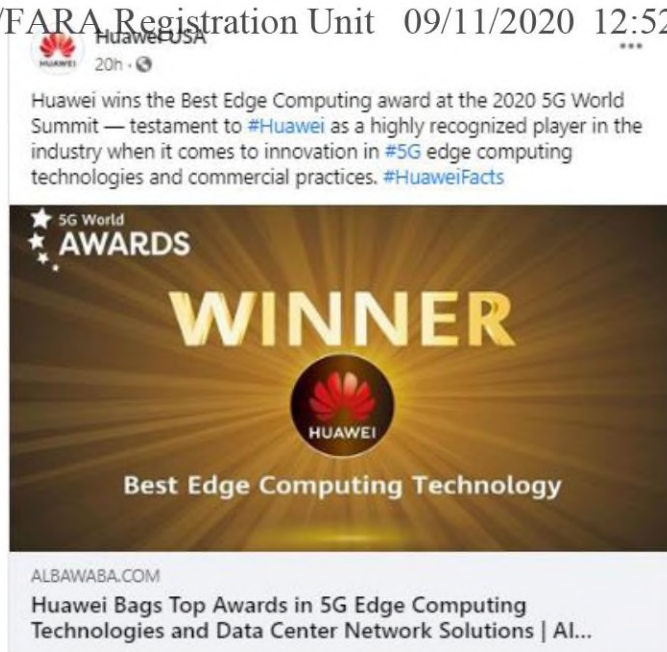 /FARA Registration Unit 09/11/2020 12:52
Huawei USA
HUAWEI
20h ·
Huawei wins the Best Edge Computing award at the 2020 5G World
Summit — testament to #Huawei as a highly recognized player in the
industry when it comes to innovation in #5G edge computing
technologies and commercial practices. #HuaweiFacts
5G World
AWARDS
WINNER
HUAWEI
Best Edge Computing Technology
ALBAWABA.COM
Huawei Bags Top Awards in 5G Edge Computing
Technologies and Data Center Network Solutions | Al...